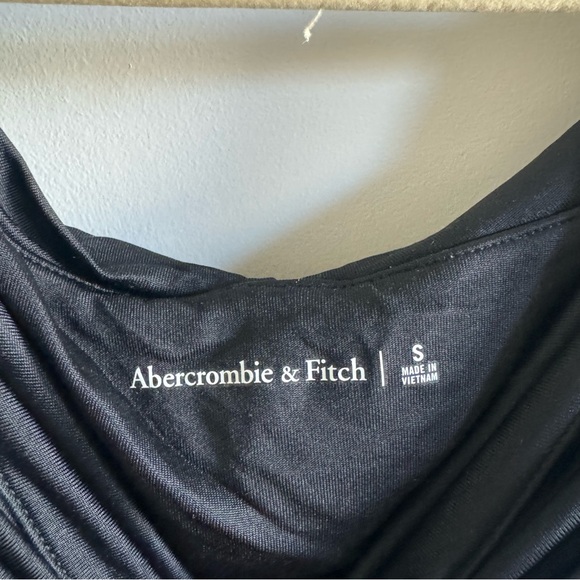 Abercrombie & Fitch | S
MADE IN
VIETNAM